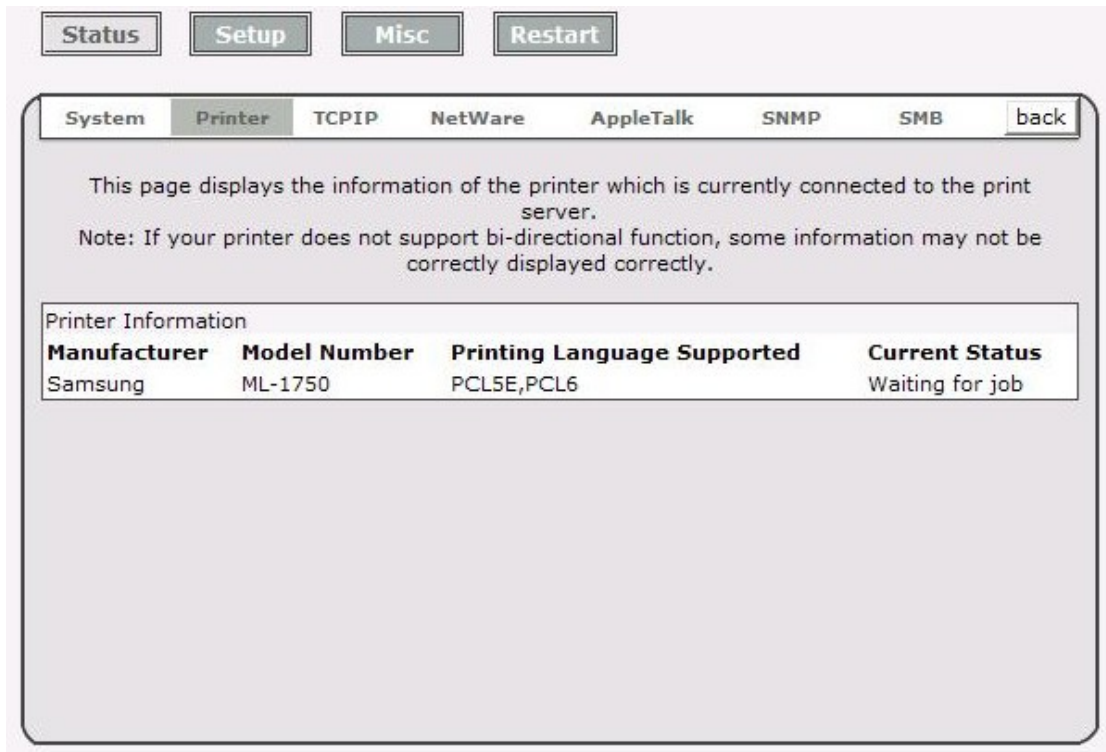 Status Setup Misc Restart
System Printer TCPIP NetWare AppleTalk SNMP SMB back
This page displays the information of the printer which is currently connected to the print
server.
Note: If your printer does not support bi-directional function, some information may not be
correctly displayed correctly.
Printer Information
Manufacturer Model Number Printing Language Supported Current Status
Samsung ML-1750 PCL5E,PCL6 Waiting for job